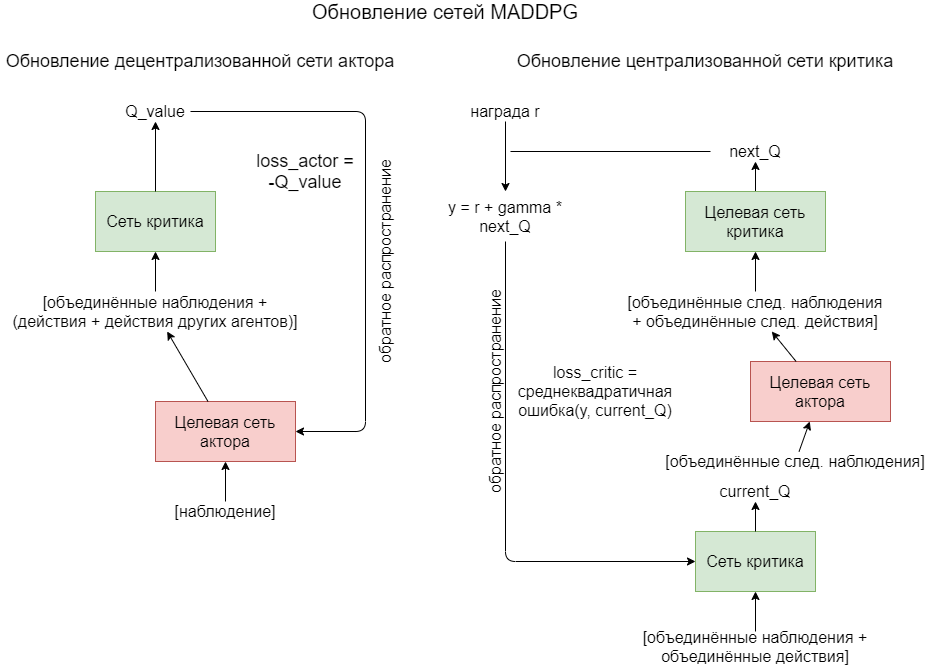 Обновление сетей MADDPG
Обновление децентрализованной сети актора
Q_value
loss_actor =
-Q_value
обратное распространение
Сеть критика
[объединённые наблюдения +
(действия + действия других агентов)]
Целевая сеть
актора
[наблюдение]
Обновление централизованной сети критика
награда r
next_Q
y = r + gamma *
next_Q
Целевая сеть
критика
[объединённые след. наблюдения
+ объединённые след. действия]
обратное распространение
loss_critic =
среднеквадратичная
ошибка(y, current_Q)
Целевая сеть
актора
[объединённые след. наблюдения]
current_Q
Сеть критика
[объединённые наблюдения +
объединённые действия]